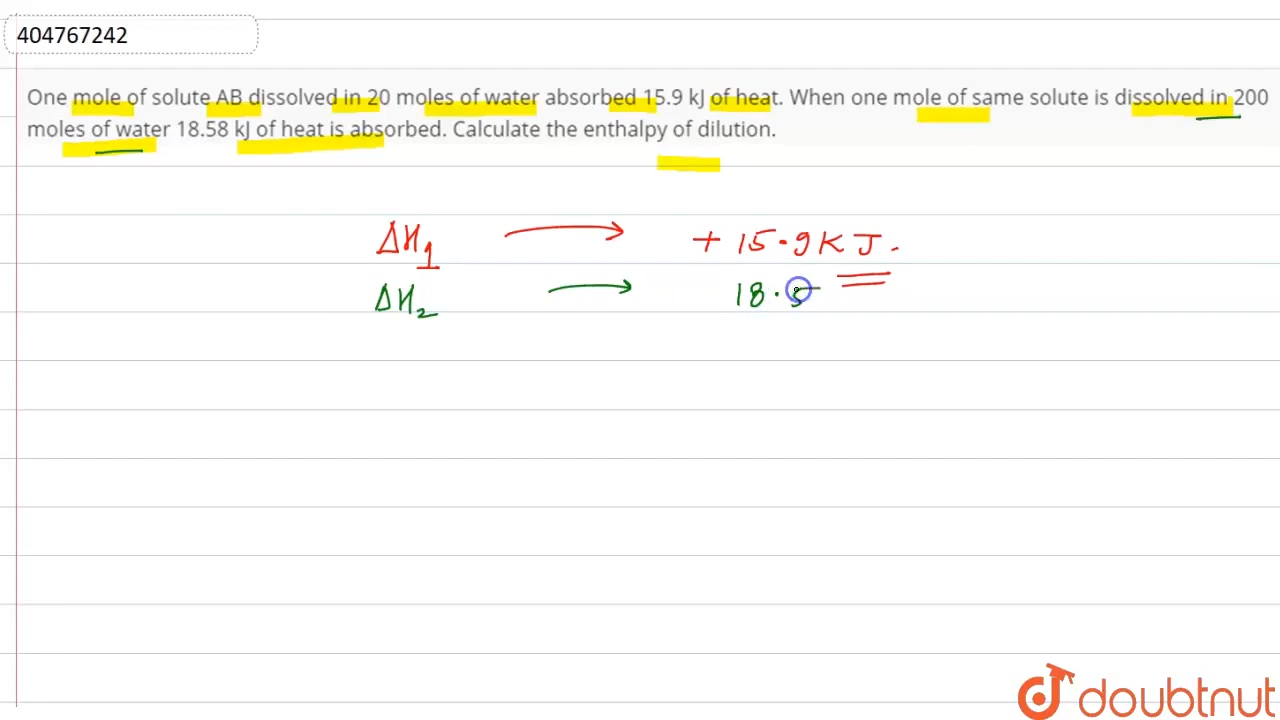 404767242
One mole of solute AB dissolved in 20 moles of water absorbed 15.9 kJ of heat. When one mole of same solute is dissolved in 200
moles of water 18.58 kJ of heat is absorbed. Calculate the enthalpy of dilution.
ΔH₁ → + 15.9 KJ.
ΔH₂ → 18.5
doubtnut